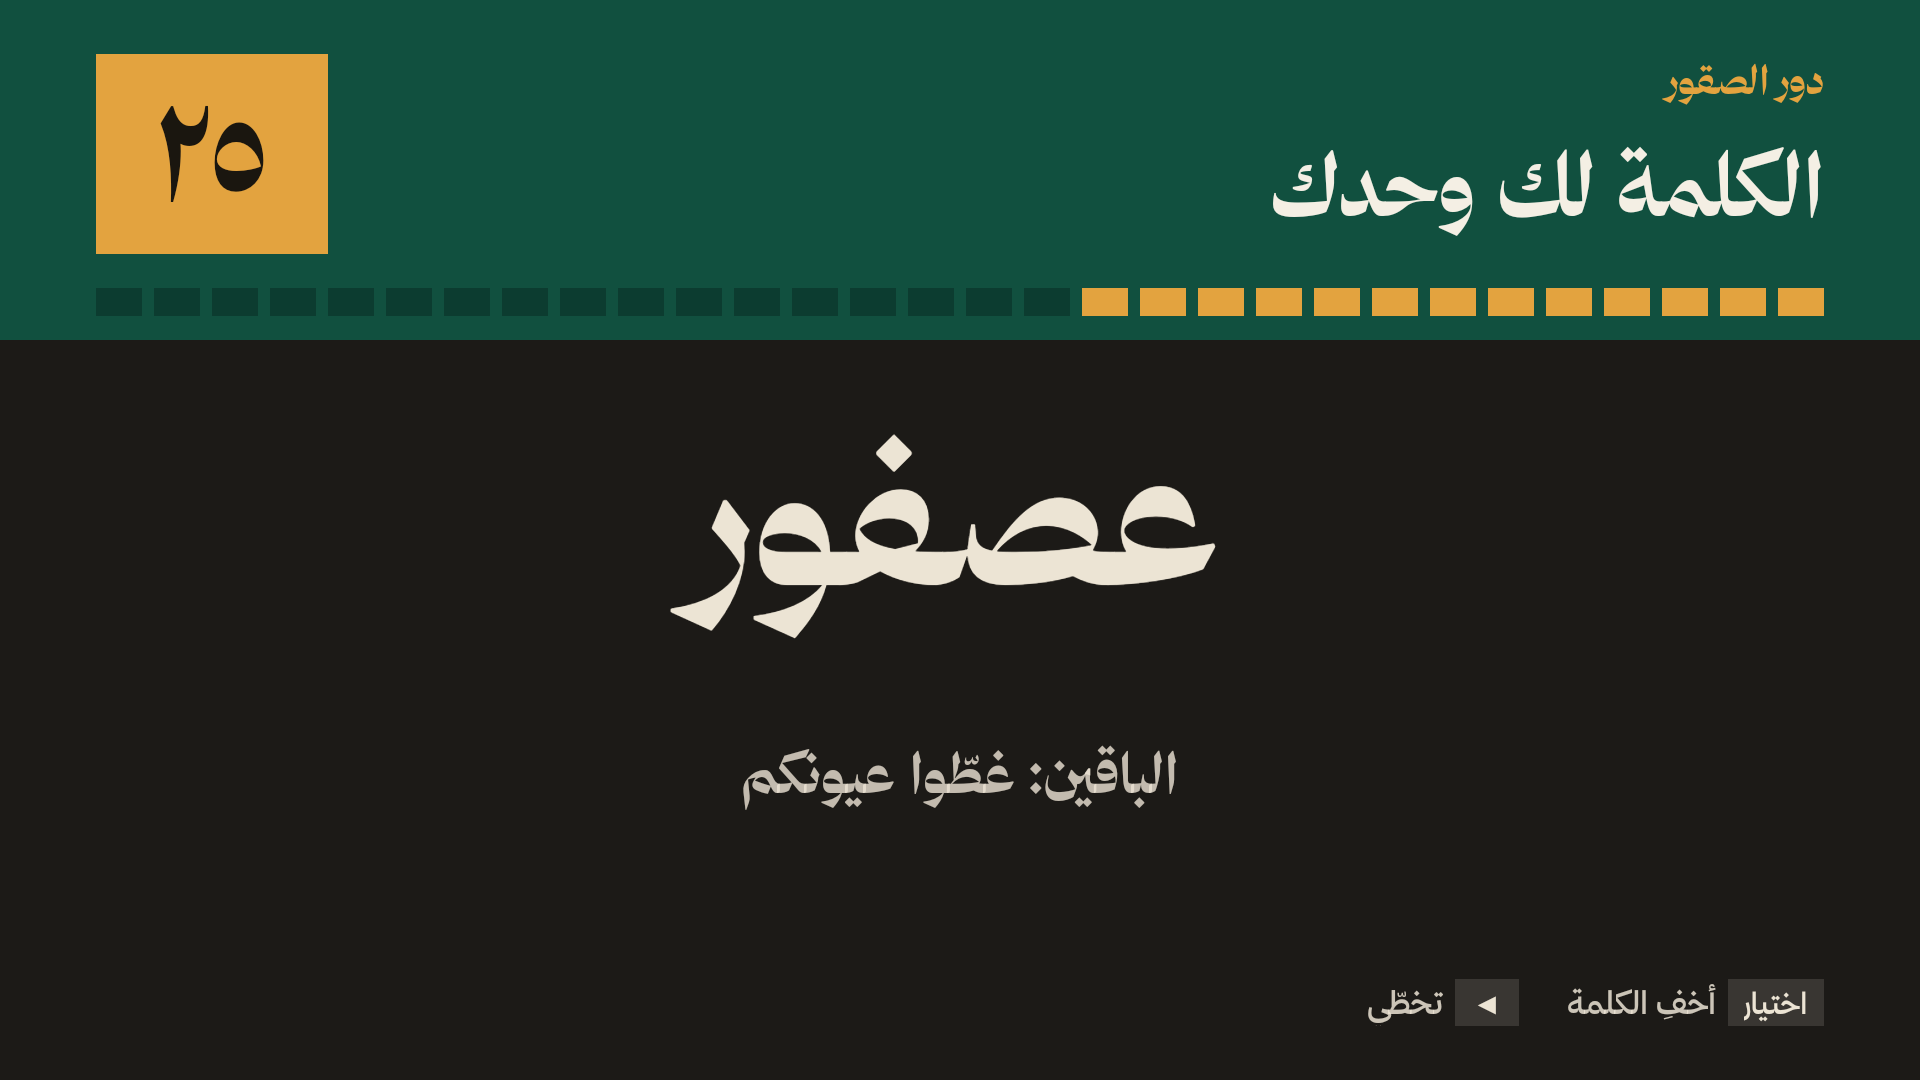 دور الصقور
الكلمة لك وحدك
٢٥
عصفور
الباقين: غطّوا عيونكم
اختيار أخفِ الكلمة ◀ تخطّى